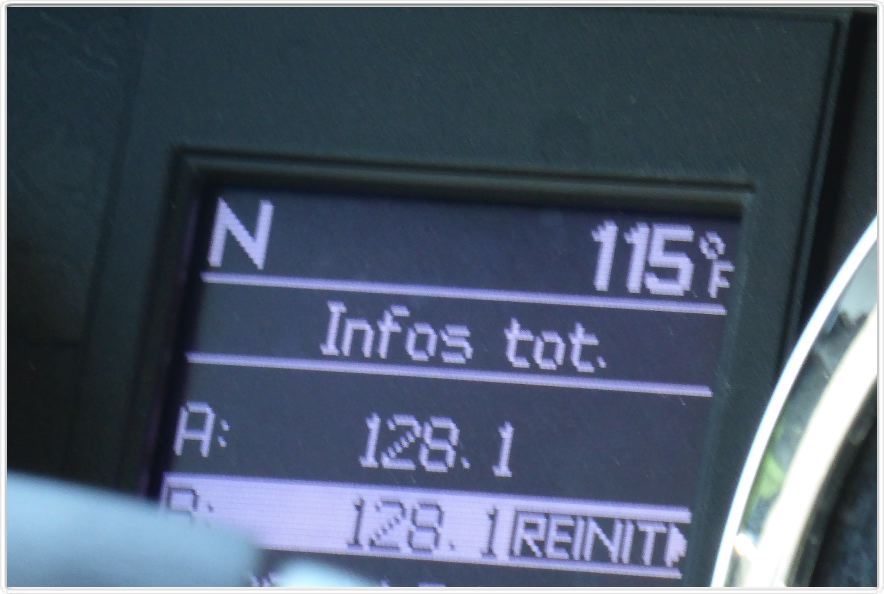 N 115°F
Infos tot.
A: 128.1
B: 128.1 REINIT